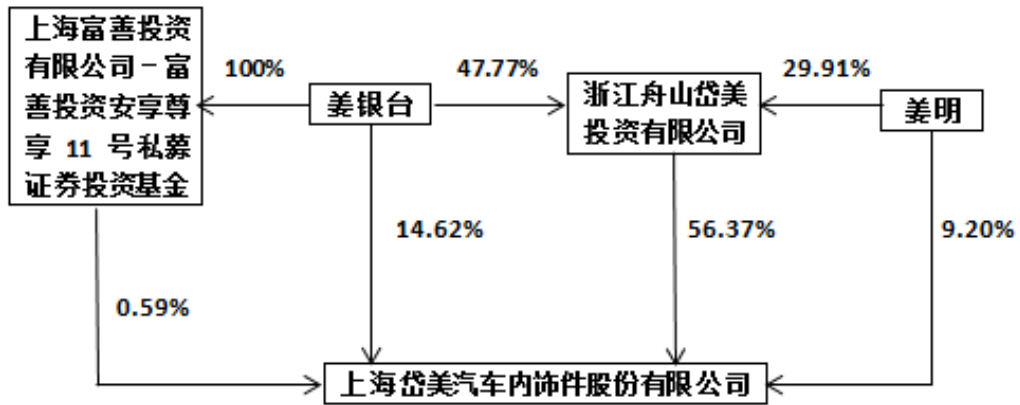 上海富善投资
有限公司－富
善投资安享尊
享 11 号私募
证券投资基金
100%
姜银台
47.77%
浙江舟山岱美
投资有限公司
29.91%
姜明
14.62%
56.37%
9.20%
0.59%
上海岱美汽车内饰件股份有限公司